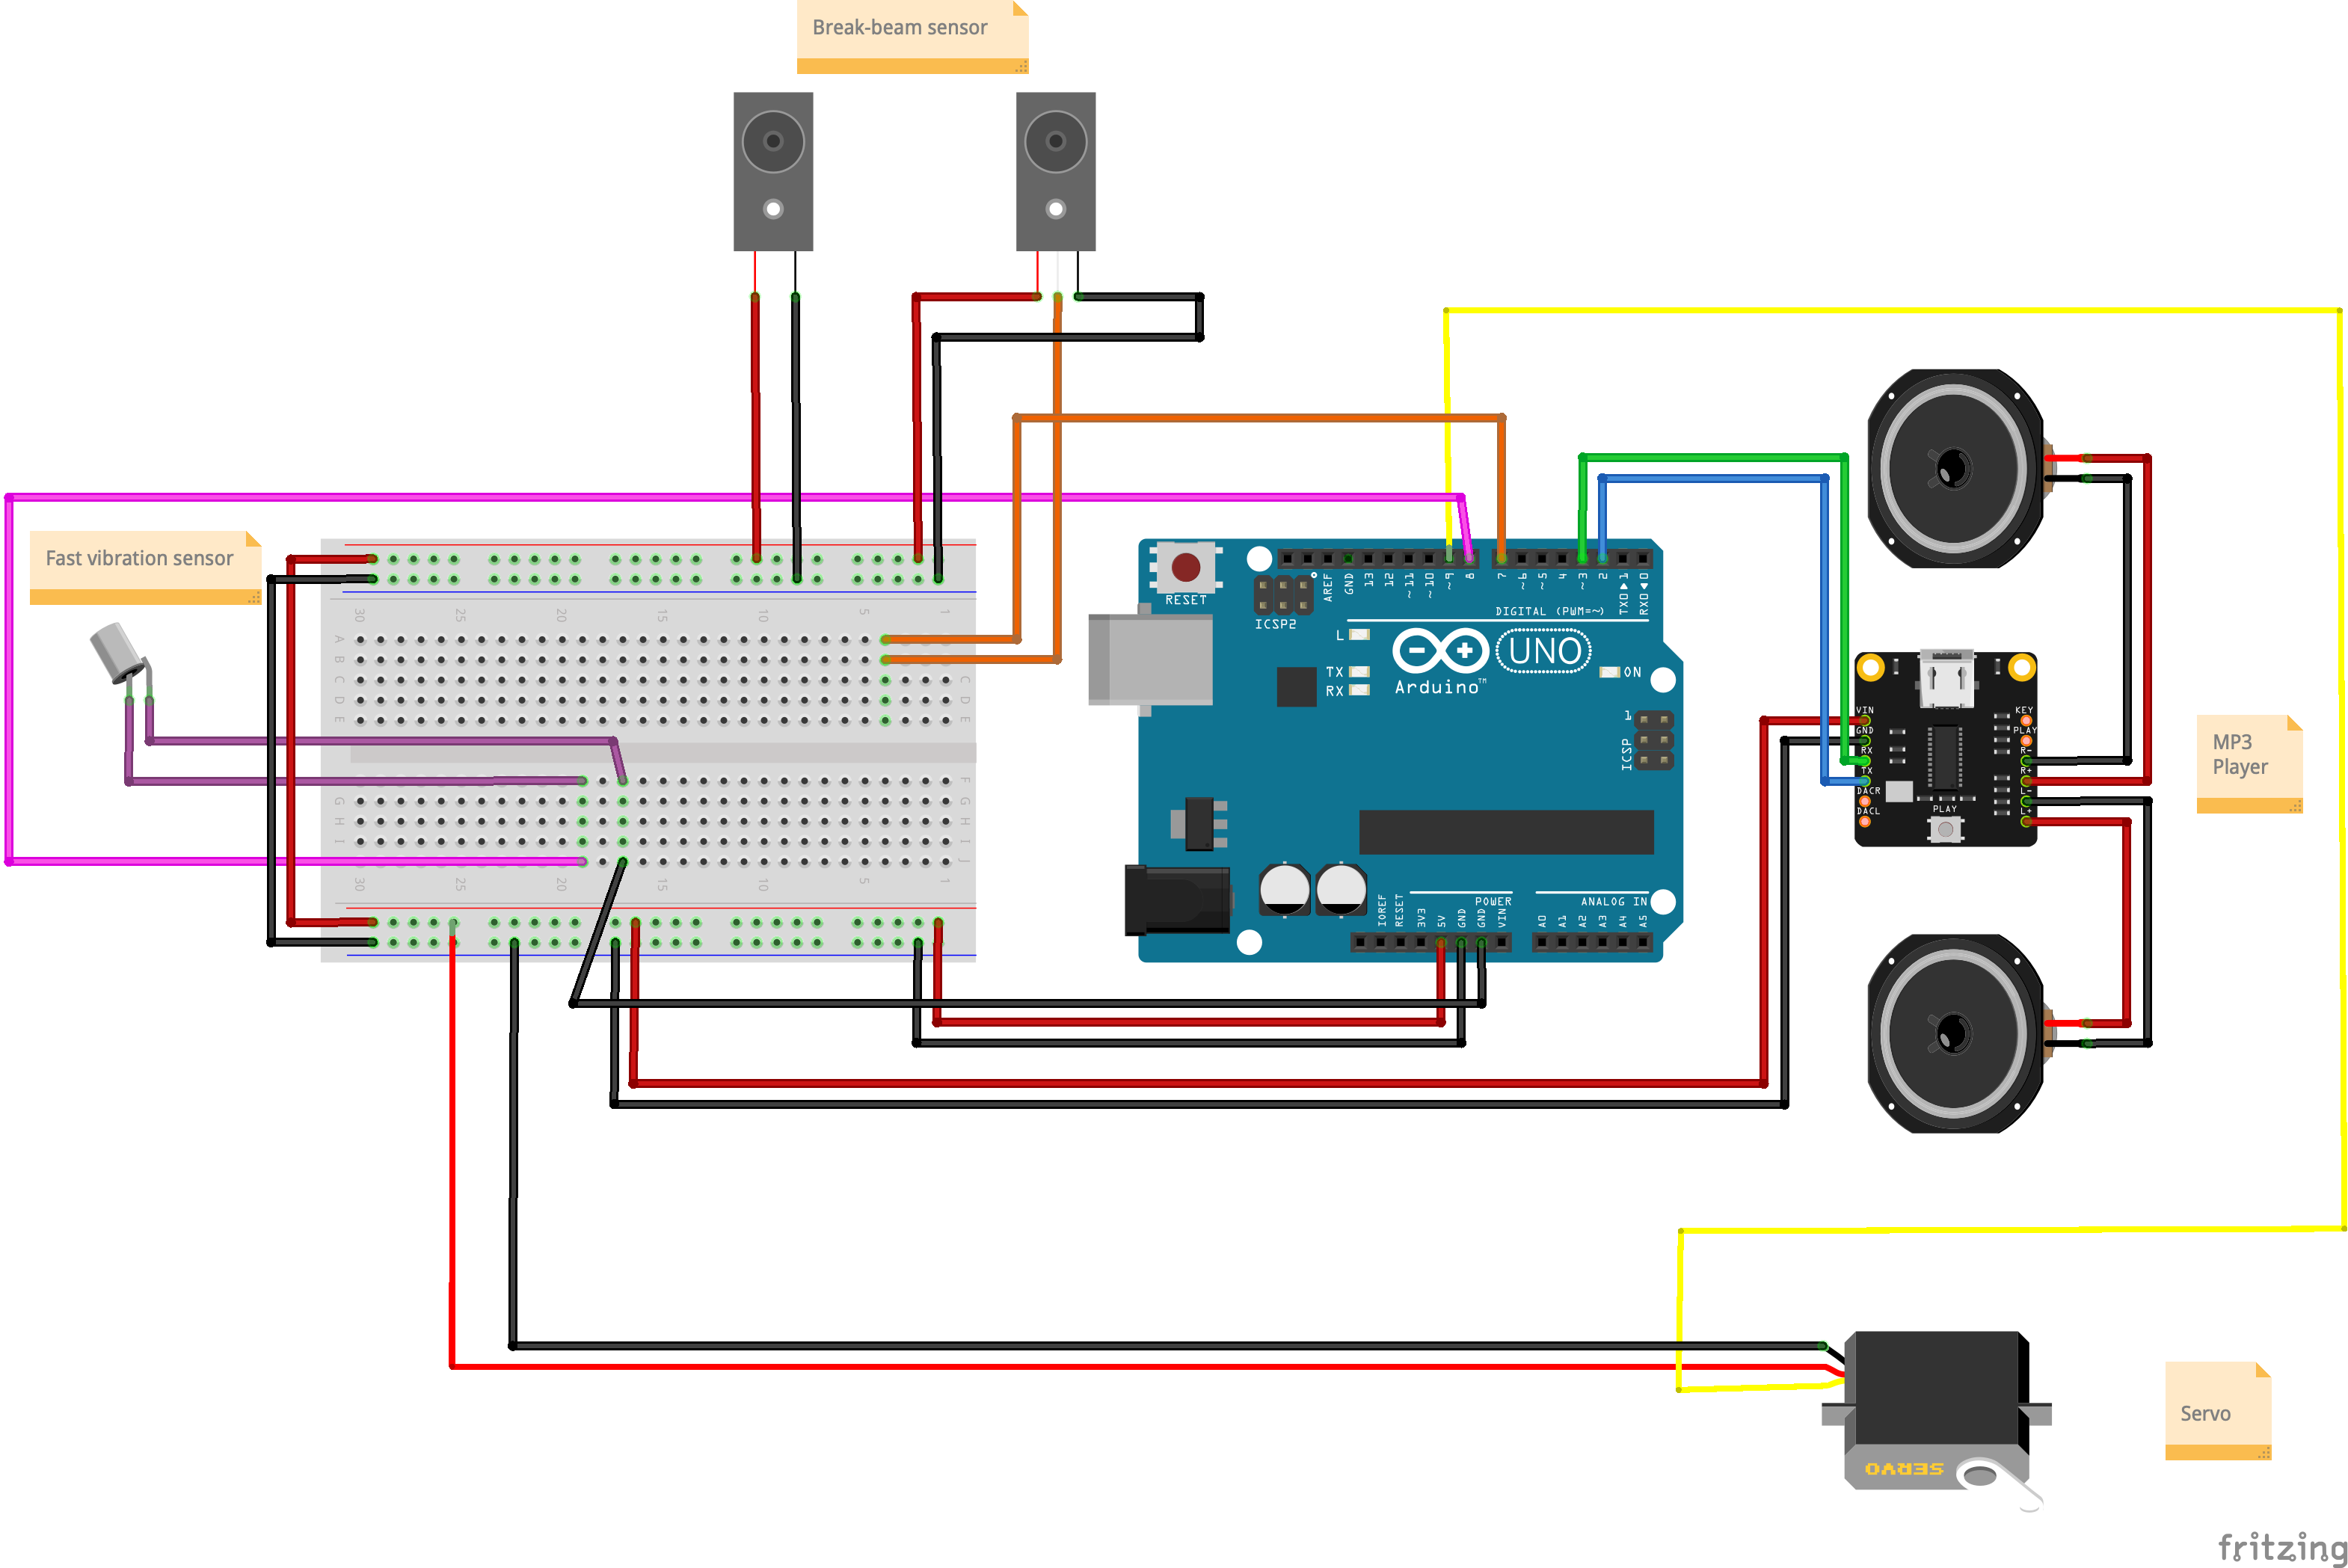 Break-beam sensor
Fast vibration sensor
30
25
20
15
10
5
1
A
B
C
D
E
A
B
C
D
E
F
G
H
I
J
F
G
H
I
J
30
25
20
15
10
5
1
RESET
ICSP2
AREF
GND
13
12
~11
~10
~9
8
7
~6
~5
4
~3
2
TX0▶1
RX0◀0
DIGITAL (PWM=~)
L
TX
RX
UNO
Arduino™
ON
1
ICSP
IOREF
RESET
3V3
5V
GND
GND
VIN
POWER
A0
A1
A2
A3
A4
A5
ANALOG IN
VIN
GND
RX
TX
DACR
DACL
KEY
PLAY
R-
R+
L-
L+
PLAY
MP3
Player
SERVO
Servo
fritzing